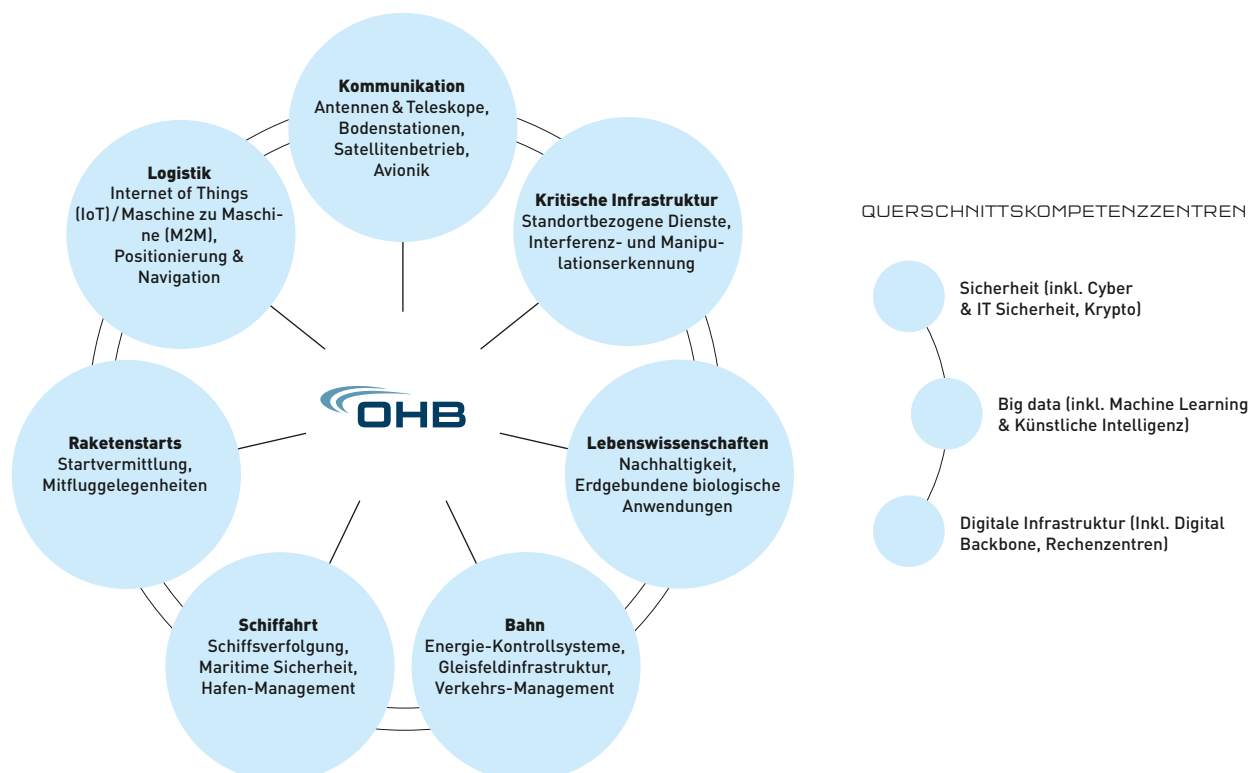 Kommunikation
Antennen & Teleskope,
Bodenstationen,
Satellitenbetrieb,
Avionik
Kritische Infrastruktur
Standortbezogene Dienste,
Interferenz- und Manipu-
lationserkennung
Lebenswissenschaften
Nachhaltigkeit,
Erdgebundene biologische
Anwendungen
Bahn
Energie-Kontrollsysteme,
Gleisfeldinfrastruktur,
Verkehrs-Management
Schiffahrt
Schiffsverfolgung,
Maritime Sicherheit,
Hafen-Management
Raketenstarts
Startvermittlung,
Mitfluggelegenheiten
Logistik
Internet of Things
(IoT)/Maschine zu Maschi-
ne (M2M),
Positionierung &
Navigation
OHB
QUERSCHNITTSKOMPETENZZENTREN
Sicherheit (inkl. Cyber
& IT Sicherheit, Krypto)
Big data (inkl. Machine Learning
& Künstliche Intelligenz)
Digitale Infrastruktur (Inkl. Digital
Backbone, Rechenzentren)